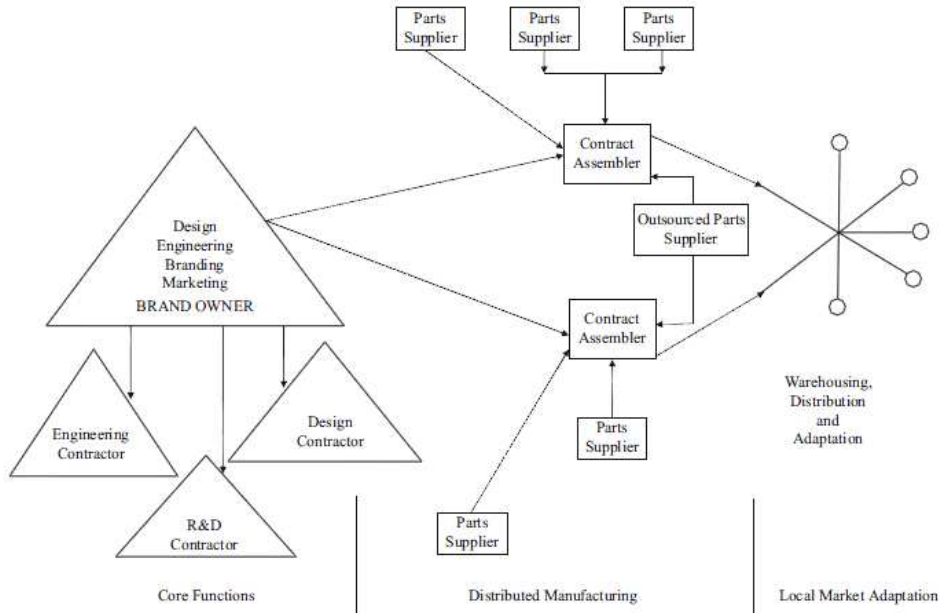 Parts
Supplier
Parts
Supplier
Parts
Supplier
Contract
Assembler
Design
Engineering
Branding
Marketing
BRAND OWNER
Outsourced Parts
Supplier
Contract
Assembler
Engineering
Contractor
Design
Contractor
R&D
Contractor
Parts
Supplier
Parts
Supplier
Warehousing,
Distribution
and
Adaptation
Core Functions
Distributed Manufacturing
Local Market Adaptation